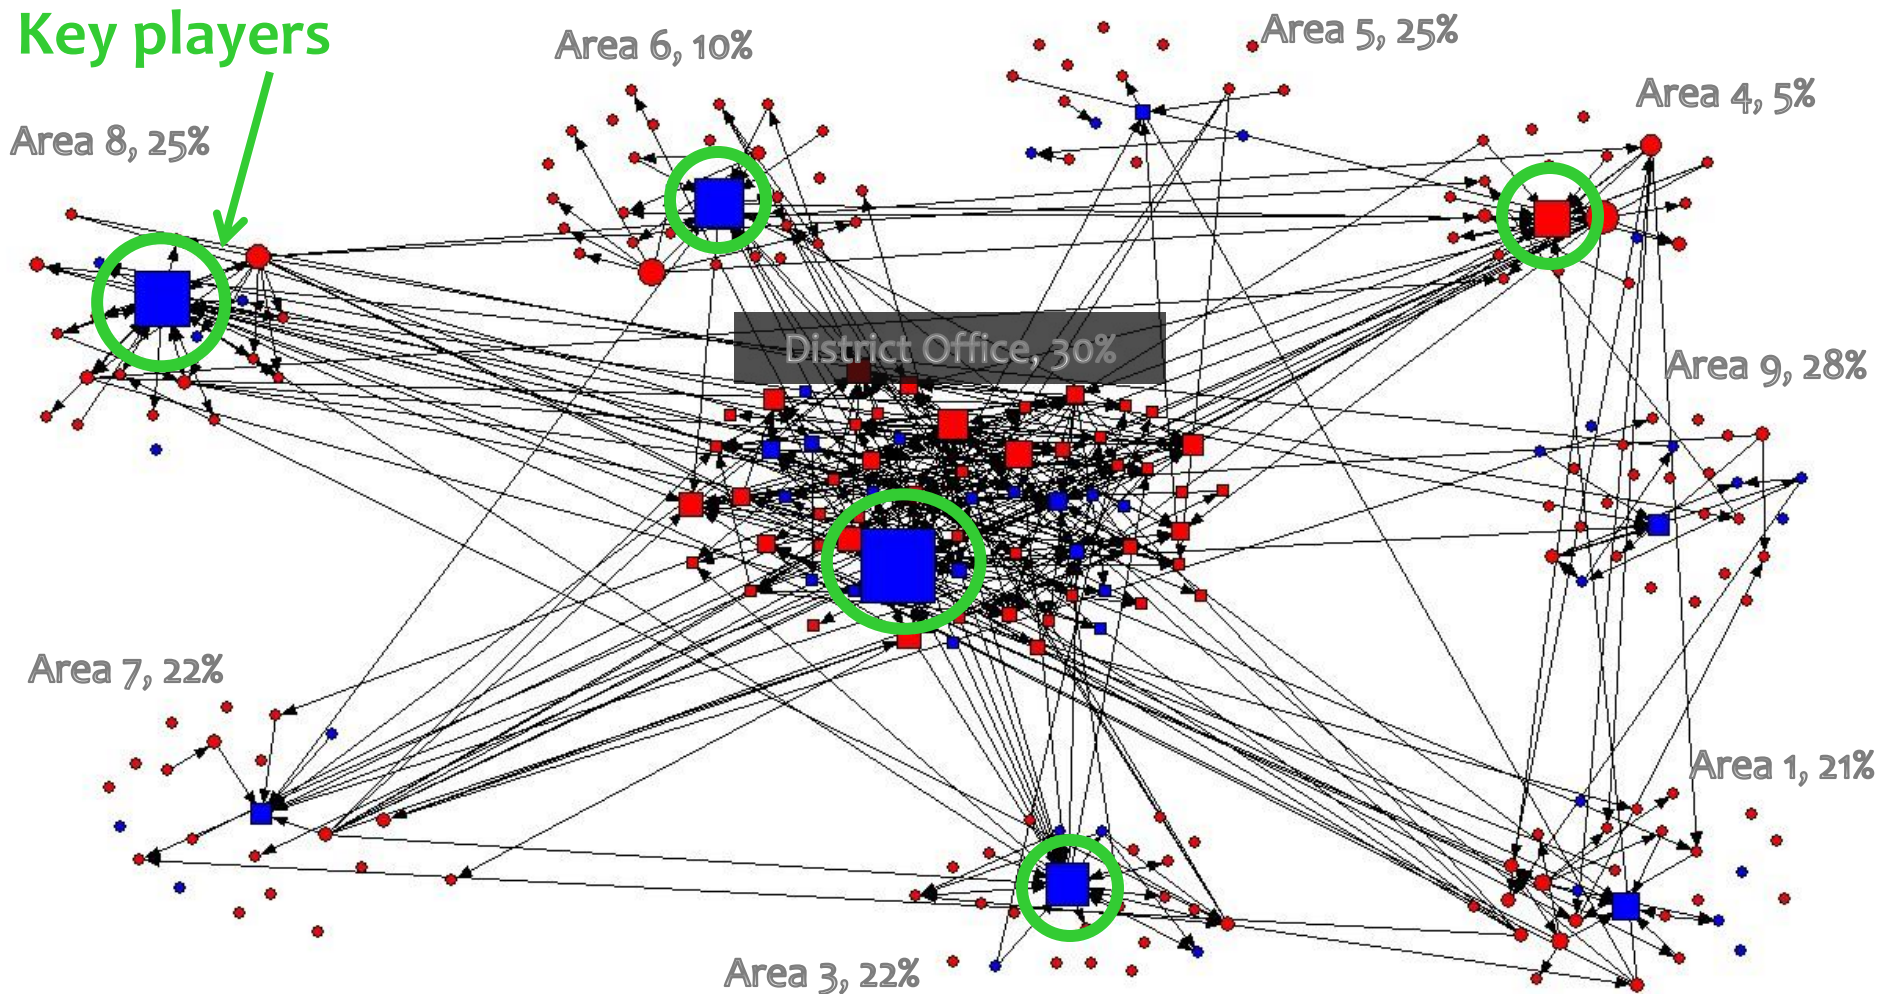 Key players
Area 6, 10%
Area 5, 25%
Area 4, 5%
Area 8, 25%
District Office, 30%
Area 9, 28%
Area 7, 22%
Area 1, 21%
Area 3, 22%